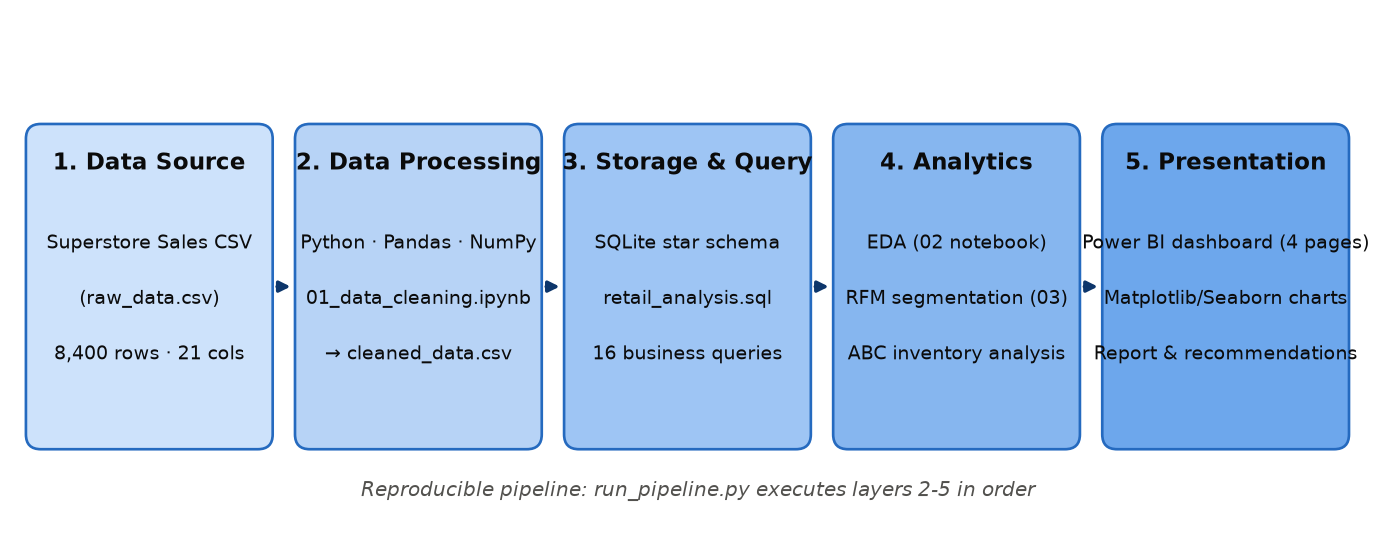 1. Data Source
Superstore Sales CSV
(raw_data.csv)
8,400 rows · 21 cols
2. Data Processing
Python · Pandas · NumPy
01_data_cleaning.ipynb
→ cleaned_data.csv
3. Storage & Query
SQLite star schema
retail_analysis.sql
16 business queries
4. Analytics
EDA (02 notebook)
RFM segmentation (03)
ABC inventory analysis
5. Presentation
Power BI dashboard (4 pages)
Matplotlib/Seaborn charts
Report & recommendations
Reproducible pipeline: run_pipeline.py executes layers 2-5 in order